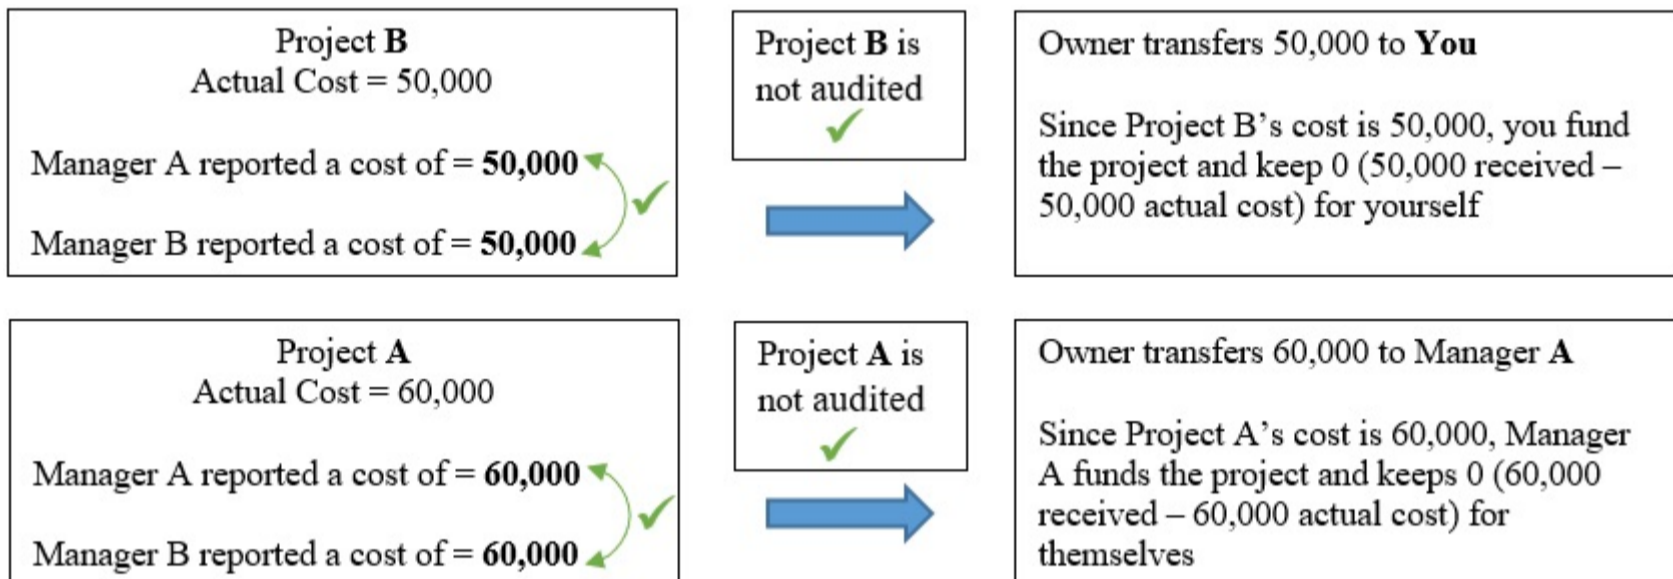 Project B
Actual Cost = 50,000
Manager A reported a cost of = 50,000
Manager B reported a cost of = 50,000
Project B is
not audited
Owner transfers 50,000 to You
Since Project B’s cost is 50,000, you fund
the project and keep 0 (50,000 received –
50,000 actual cost) for yourself
Project A
Actual Cost = 60,000
Manager A reported a cost of = 60,000
Manager B reported a cost of = 60,000
Project A is
not audited
Owner transfers 60,000 to Manager A
Since Project A’s cost is 60,000, Manager
A funds the project and keeps 0 (60,000
received – 60,000 actual cost) for
themselves